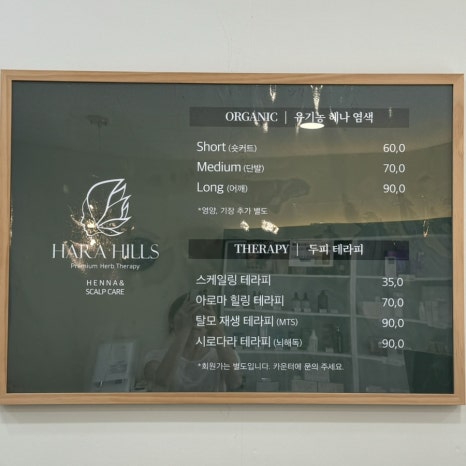 HARA HILLS
Premium Herb Therapy
HENNA &
SCALP CARE
ORGANIC | 유기농 헤나 염색
Short (숏커트) 60,0
Medium (단발) 70,0
Long (어깨) 90,0
*영양, 기장 추가 별도
THERAPY | 두피 테라피
스케일링 테라피 35,0
아로마 힐링 테라피 70,0
탈모 재생 테라피 (MTS) 90,0
시로다라 테라피 (뇌해독) 90,0
*회원가는 별도입니다. 카운터에 문의 주세요.